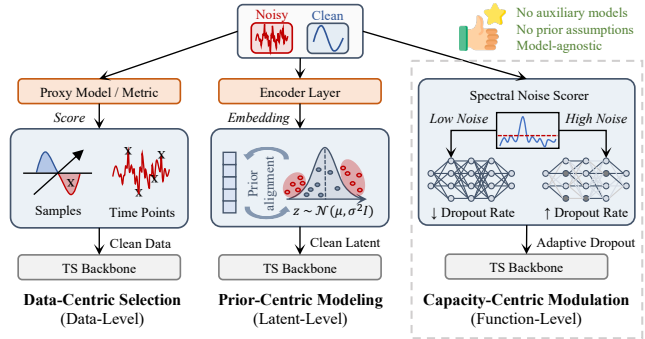 Noisy
Clean
No auxiliary models
No prior assumptions
Model-agnostic
Proxy Model / Metric
Score
X
X
X
X
X
Samples
Time Points
Clean Data
TS Backbone
Data-Centric Selection
(Data-Level)
Encoder Layer
Embedding
Prior
alignment
z ~ 𝒩(μ, σ²I)
Clean Latent
TS Backbone
Prior-Centric Modeling
(Latent-Level)
Spectral Noise Scorer
Low Noise
High Noise
↓ Dropout Rate
↑ Dropout Rate
Adaptive Dropout
TS Backbone
Capacity-Centric Modulation
(Function-Level)